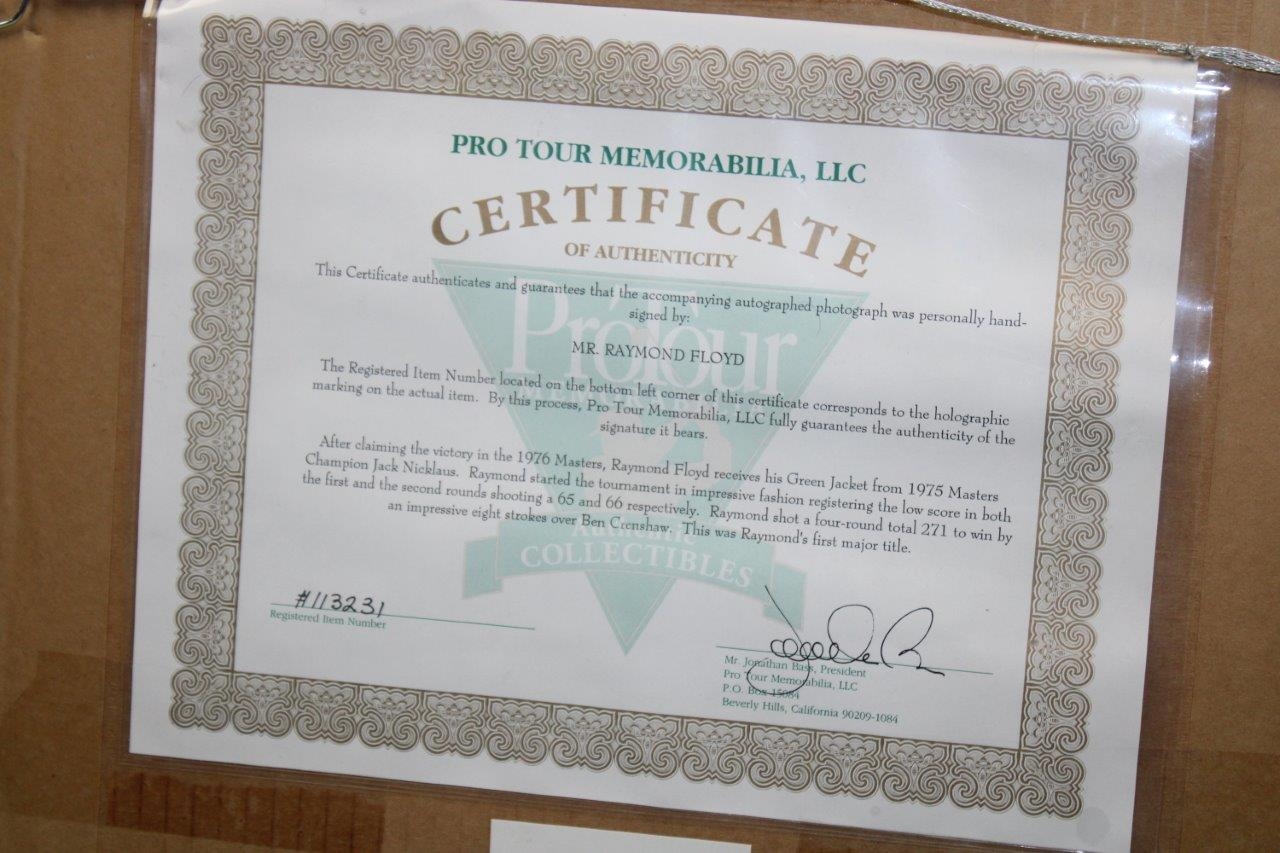 PRO TOUR MEMORABILIA, LLC
CERTIFICATE
OF AUTHENTICITY
This Certificate authenticates and guarantees that the accompanying autographed photograph was personally hand-
signed by:
MR. RAYMOND FLOYD
The Registered Item Number located on the bottom left corner of this certificate corresponds to the holographic
marking on the actual item. By this process, Pro Tour Memorabilia, LLC fully guarantees the authenticity of the
signature it bears.
After claiming the victory in the 1976 Masters, Raymond Floyd receives his Green Jacket from 1975 Masters
Champion Jack Nicklaus. Raymond started the tournament in impressive fashion registering the low score in both
the first and the second rounds shooting a 65 and 66 respectively. Raymond shot a four-round total 271 to win by
an impressive eight strokes over Ben Crenshaw. This was Raymond's first major title.
ProTour
MEMORABILIA
Authentic
COLLECTIBLES
#113231
Registered Item Number
Mr. Jonathan Bass, President
Pro Tour Memorabilia, LLC
P.O. Box 15084
Beverly Hills, California 90209-1084